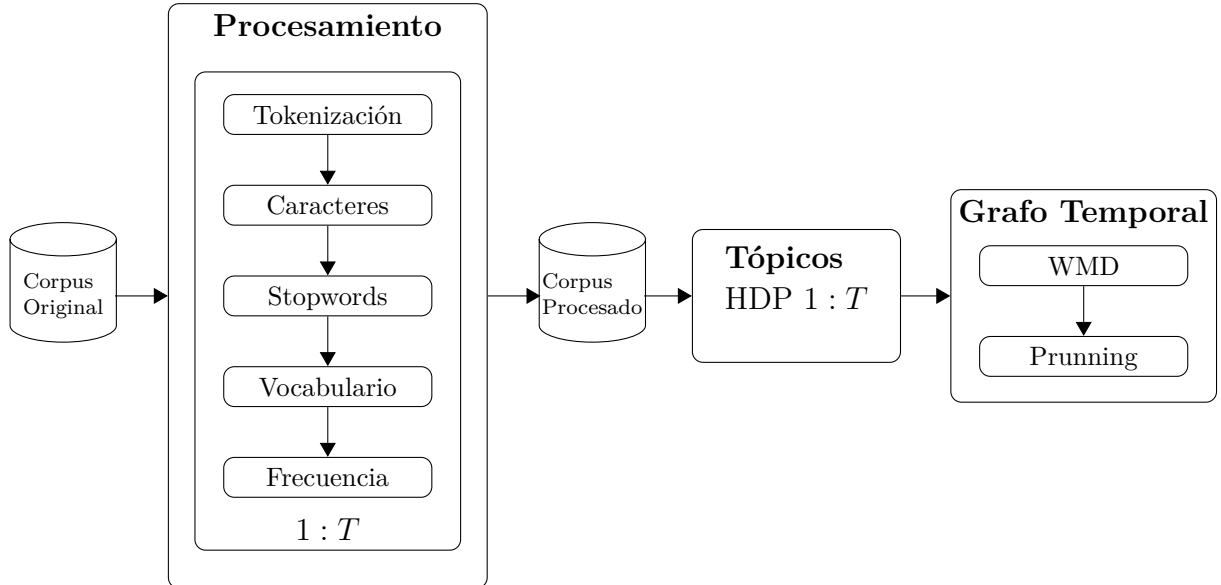 Procesamiento
Tokenización
Caracteres
Stopwords
Vocabulario
Frecuencia
1 : T
Corpus
Original
Corpus
Procesado
Tópicos
HDP 1 : T
Grafo Temporal
WMD
Prunning